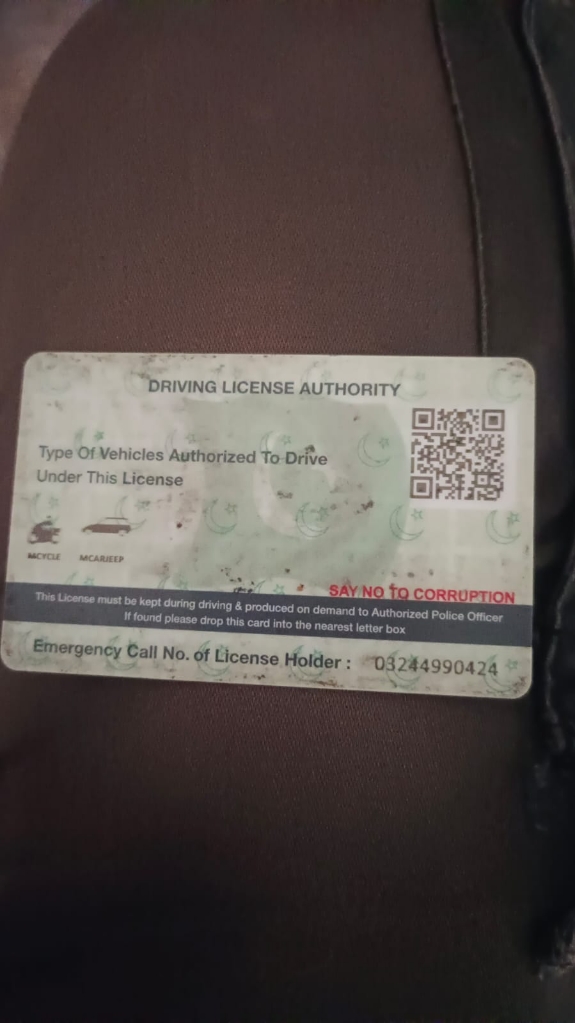 DRIVING LICENSE AUTHORITY
Type Of Vehicles Authorized To Drive
Under This License
M.CYCLE
M.CAR/JEEP
SAY NO TO CORRUPTION
This License must be kept during driving & produced on demand to Authorized Police Officer
If found please drop this card into the nearest letter box
Emergency Call No. of License Holder : 03244990424